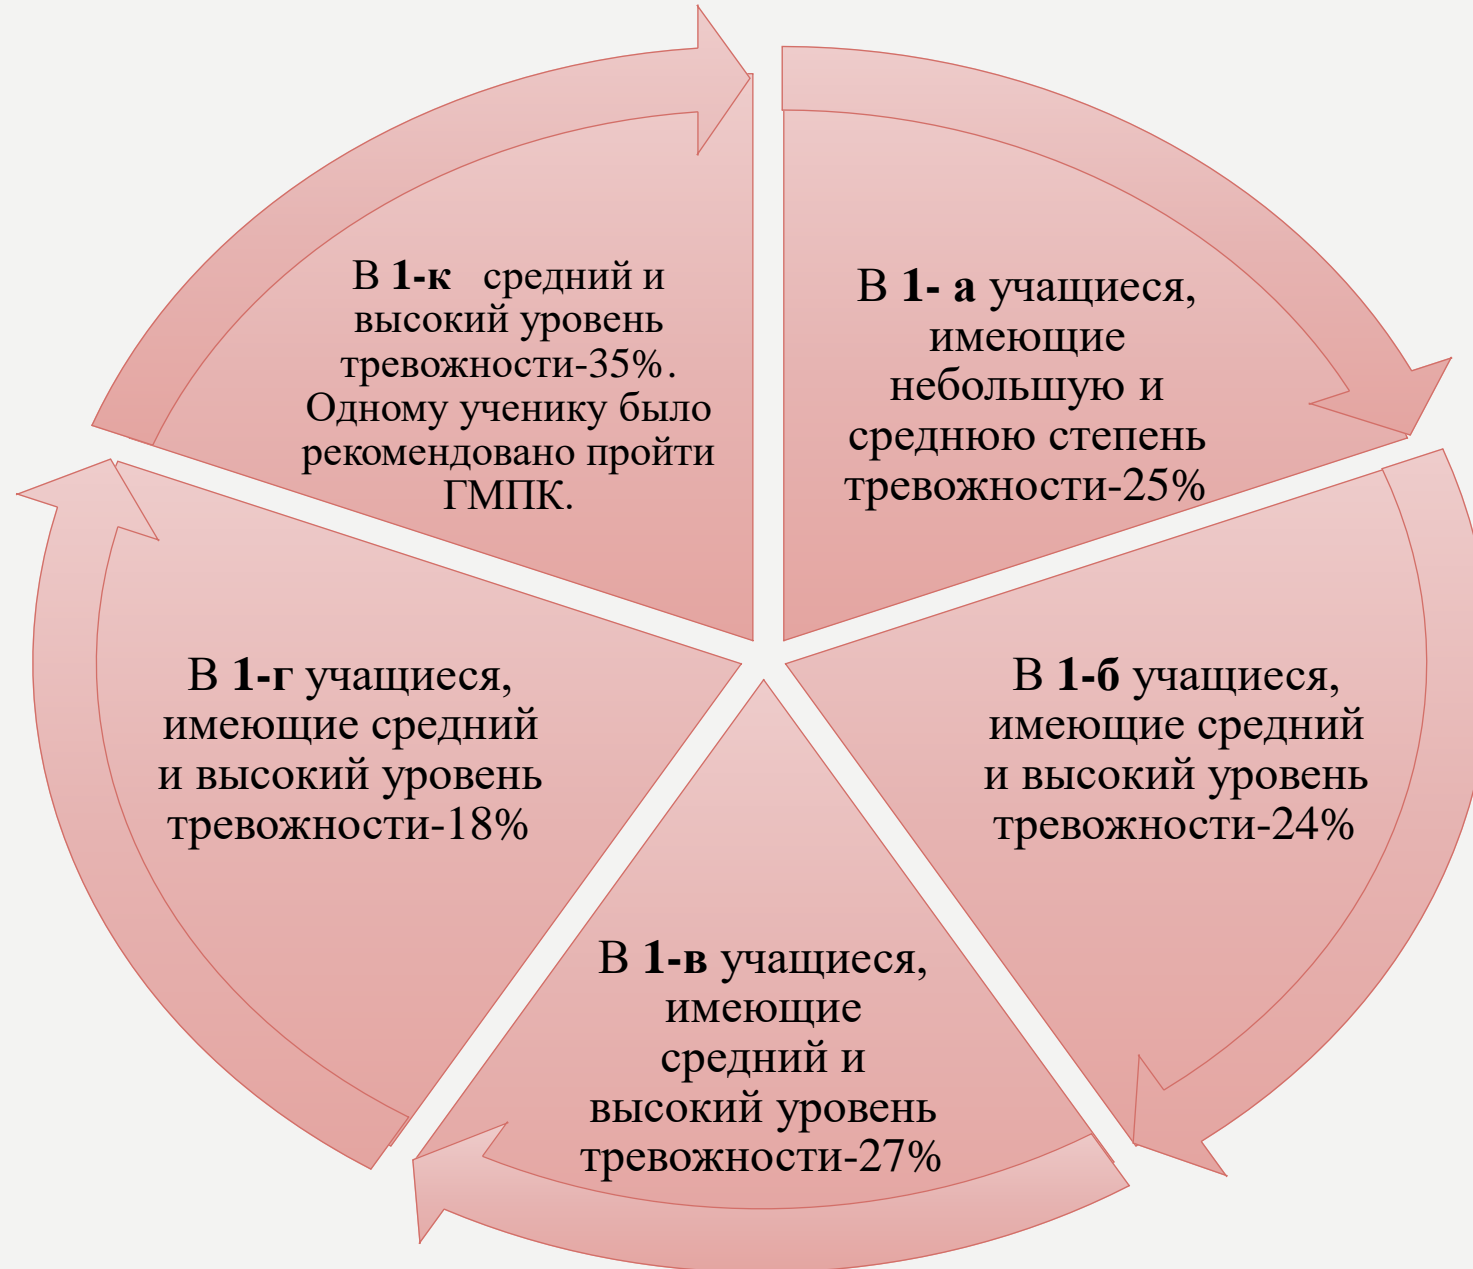 В 1-к средний и
высокий уровень
тревожности-35%.
Одному ученику было
рекомендовано пройти
ГМПК.
В 1- а учащиеся,
имеющие
небольшую и
среднюю степень
тревожности-25%
В 1-г учащиеся,
имеющие средний
и высокий уровень
тревожности-18%
В 1-б учащиеся,
имеющие средний
и высокий уровень
тревожности-24%
В 1-в учащиеся,
имеющие
средний и
высокий уровень
тревожности-27%